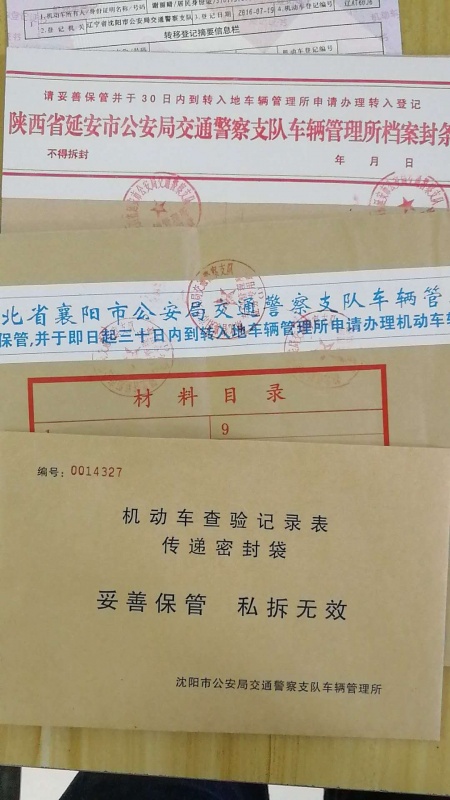 1.机动车所有人/身份证明名称/号码
2.登记机关 辽宁省沈阳市公安局交通警察支队 3.登记日期 2016-07-19 4.机动车登记编号
转移登记摘要信息栏
请妥善保管并于30日内到转入地车辆管理所申请办理转入登记
陕西省延安市公安局交通警察支队车辆管理所档案封条
不得拆封 年 月 日
北省襄阳市公安局交通警察支队车辆管
保管,并于即日起三十日内到转入地车辆管理所申请办理机动车
材料目录
1 9
编号: 0014327
机动车查验记录表
传递密封袋
妥善保管 私拆无效
沈阳市公安局交通警察支队车辆管理所